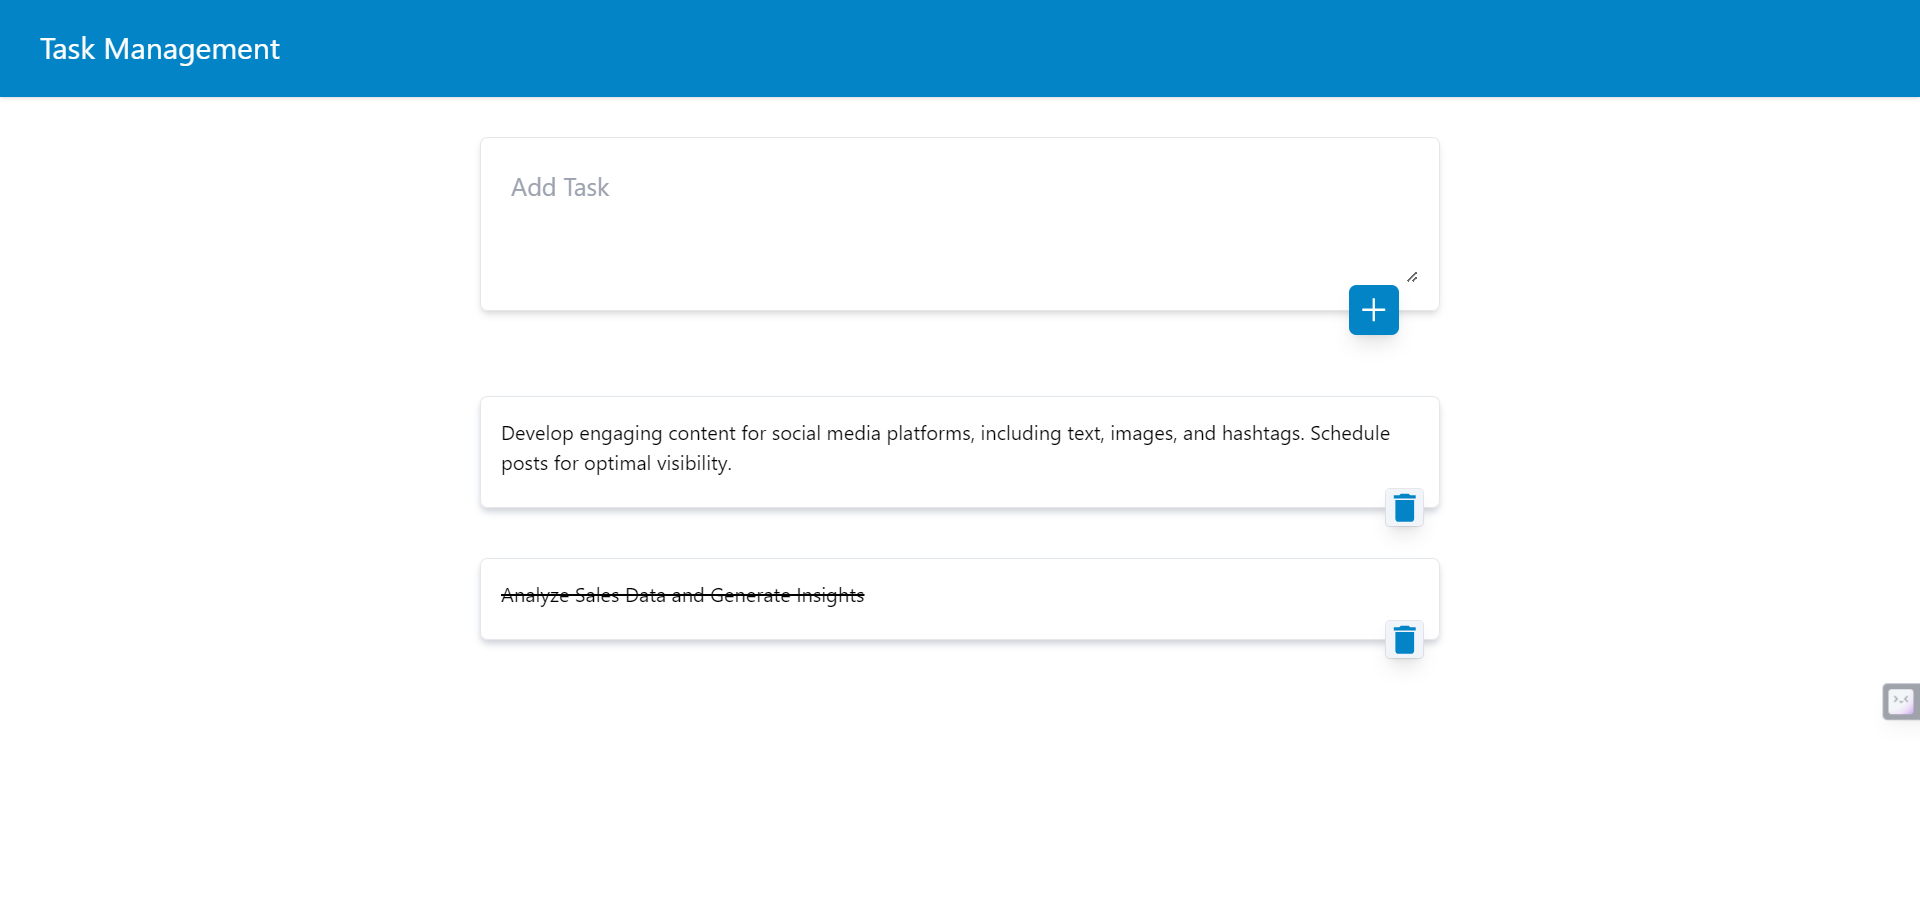 Task Management
Add Task
Develop engaging content for social media platforms, including text, images, and hashtags. Schedule
posts for optimal visibility.
Analyze Sales Data and Generate Insights